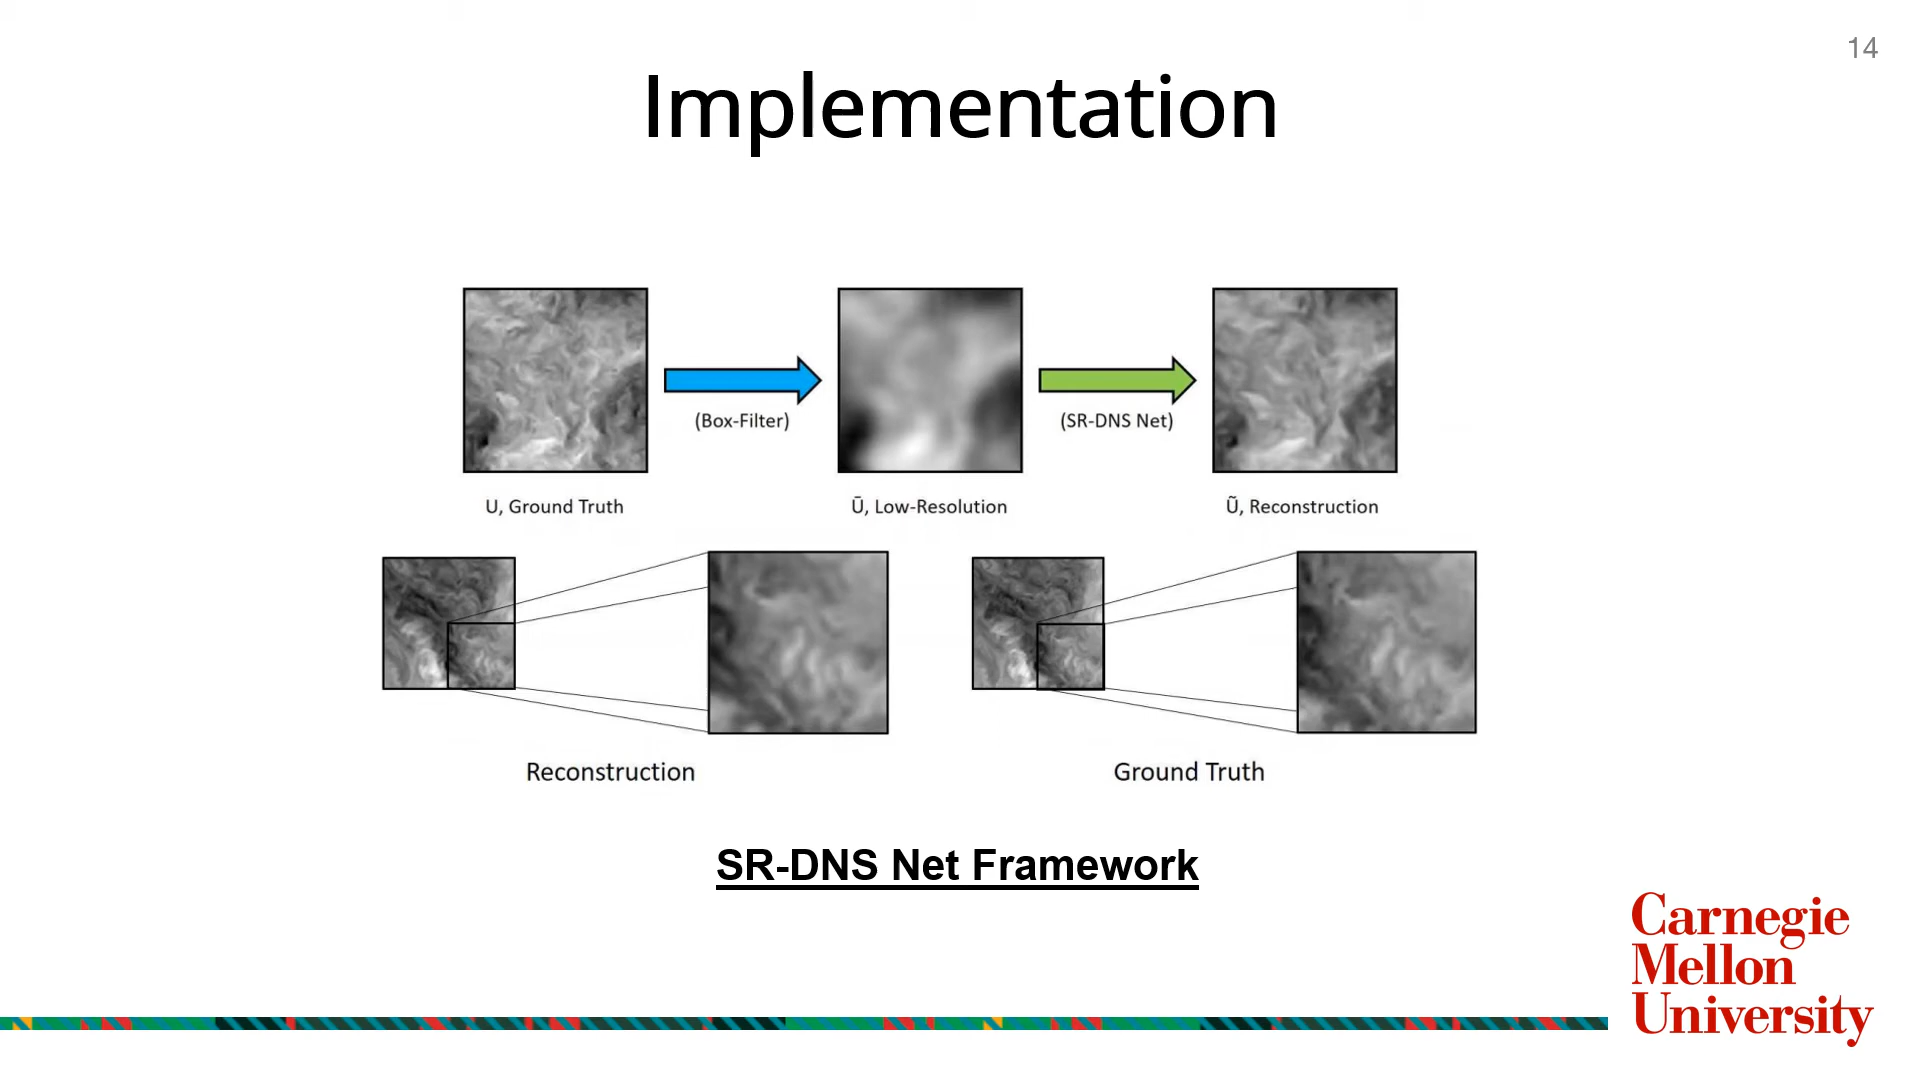 14
Implementation
(Box-Filter)
(SR-DNS Net)
U, Ground Truth
Ū, Low-Resolution
Ũ, Reconstruction
Reconstruction
Ground Truth
SR-DNS Net Framework
Carnegie
Mellon
University